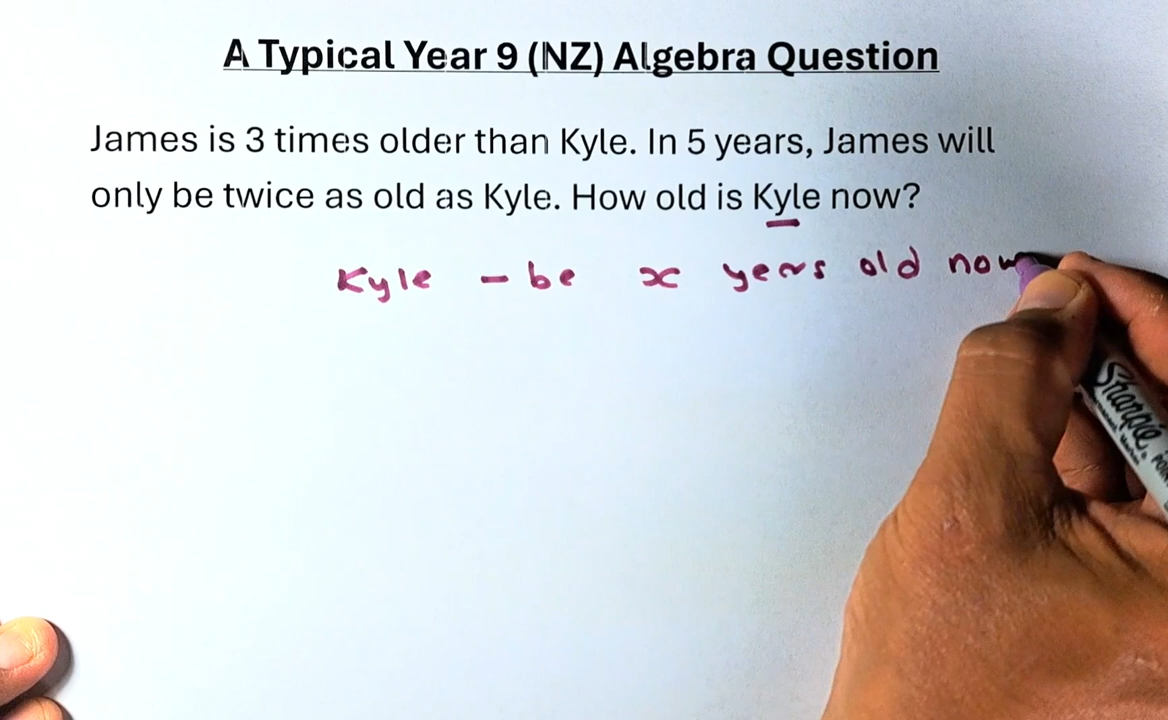 A Typical Year 9 (NZ) Algebra Question
James is 3 times older than Kyle. In 5 years, James will
only be twice as old as Kyle. How old is Kyle now?
Kyle - be x years old now
Sharpie